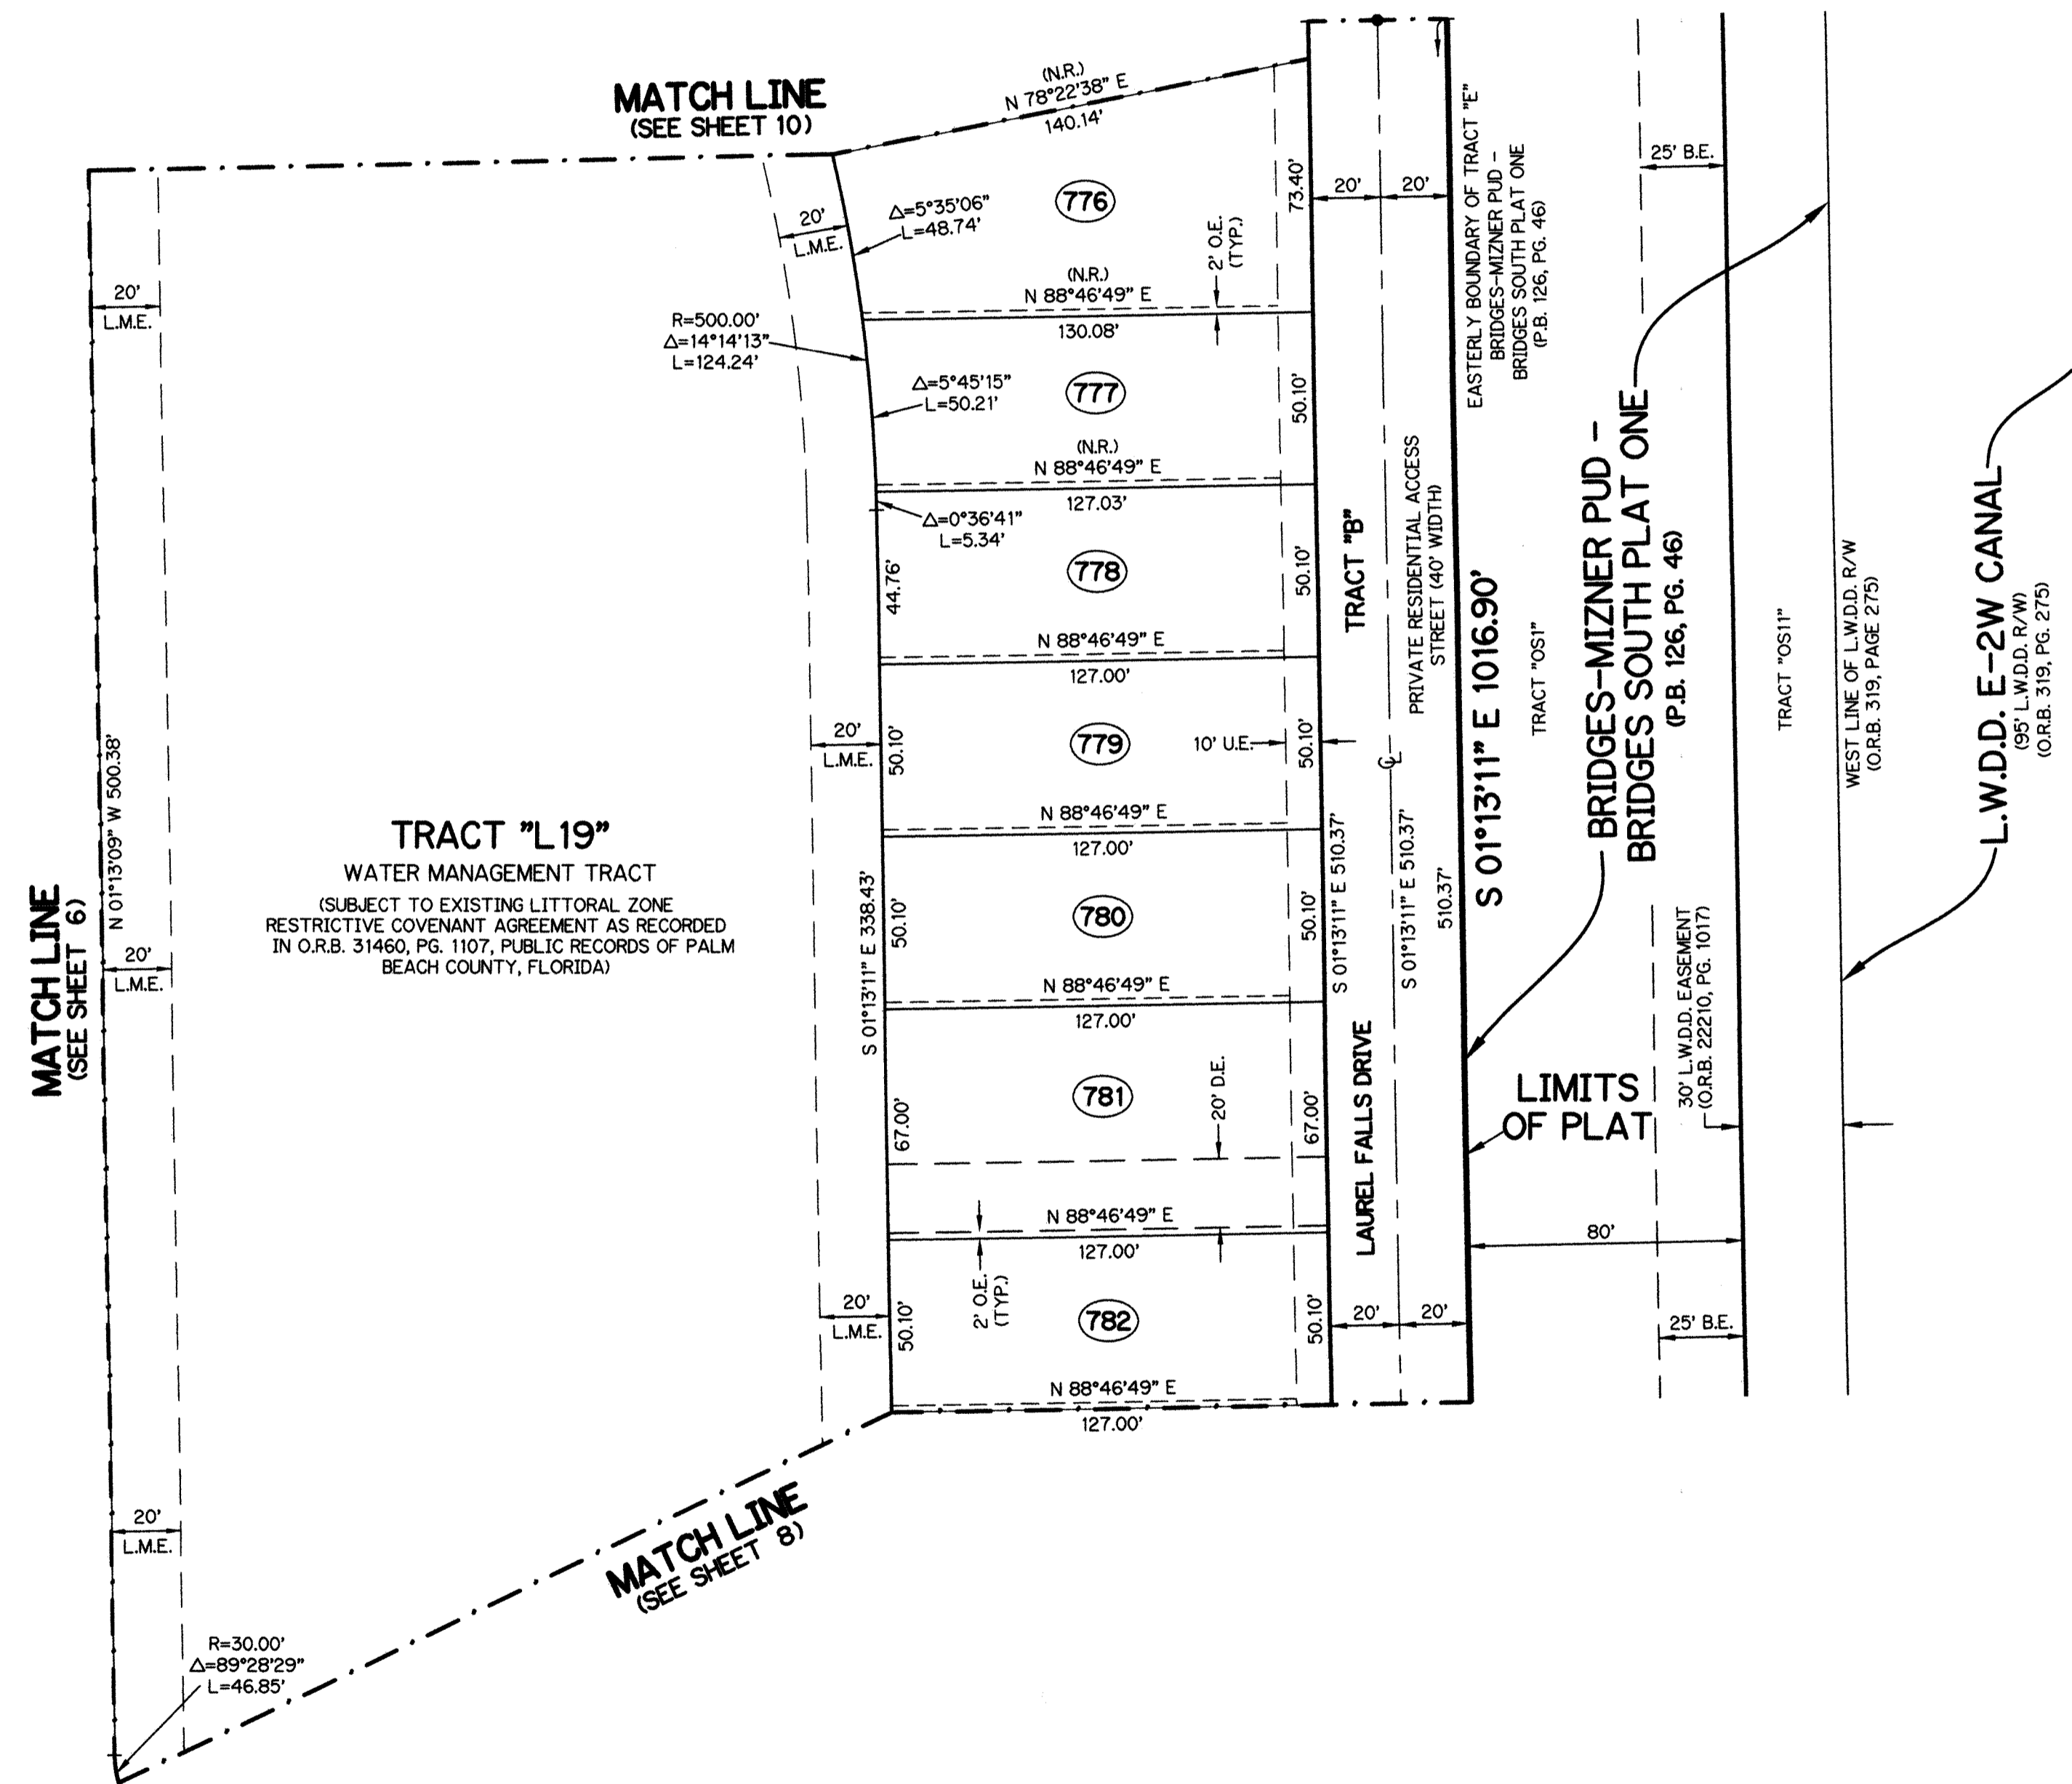 MATCH LINE
(SEE SHEET 10)
(N.R.)
N 78°22'38" E
140.14'
776
73.40'
20'
20'
Δ=5°35'06"
L=48.74'
20'
L.M.E.
2' O.E.
(TYP.)
(N.R.)
N 88°46'49" E
130.08'
20'
L.M.E.
R=500.00'
Δ=14°14'13"
L=124.24'
Δ=5°45'15"
L=50.21'
777
50.10'
(N.R.)
N 88°46'49" E
127.03'
Δ=0°36'41"
L=5.34'
44.76'
778
50.10'
N 88°46'49" E
127.00'
20'
L.M.E.
50.10'
779
10' U.E.
50.10'
N 88°46'49" E
127.00'
S 01°13'11" E 338.43'
50.10'
780
50.10'
N 88°46'49" E
127.00'
67.00'
781
20' D.E.
67.00'
N 88°46'49" E
127.00'
20'
L.M.E.
50.10'
2' O.E.
(TYP.)
782
50.10'
N 88°46'49" E
127.00'
20'
20'
MATCH LINE
(SEE SHEET 6)
N 01°13'09" W 500.38'
20'
L.M.E.
TRACT "L19"
WATER MANAGEMENT TRACT
(SUBJECT TO EXISTING LITTORAL ZONE
RESTRICTIVE COVENANT AGREEMENT AS RECORDED
IN O.R.B. 31460, PG. 1107, PUBLIC RECORDS OF PALM
BEACH COUNTY, FLORIDA)
20'
L.M.E.
MATCH LINE
(SEE SHEET 8)
R=30.00'
Δ=89°28'29"
L=46.85'
TRACT "B"
PRIVATE RESIDENTIAL ACCESS
STREET (40' WIDTH)
CL
S 01°13'11" E 510.37'
S 01°13'11" E 510.37'
510.37'
LAUREL FALLS DRIVE
EASTERLY BOUNDARY OF TRACT "E"
BRIDGES-MIZNER PUD -
BRIDGES SOUTH PLAT ONE
(P.B. 126, PG. 46)
S 01°13'11" E 1016.90'
TRACT "OS1"
BRIDGES-MIZNER PUD -
BRIDGES SOUTH PLAT ONE
(P.B. 126, PG. 46)
25' B.E.
TRACT "OS11"
WEST LINE OF L.W.D.D. R/W
(O.R.B. 319, PAGE 275)
L.W.D.D. E-2W CANAL
(95' L.W.D.D. R/W)
(O.R.B. 319, PG. 275)
30' L.W.D.D. EASEMENT
(O.R.B. 22210, PG. 1017)
LIMITS
OF PLAT
80'
25' B.E.